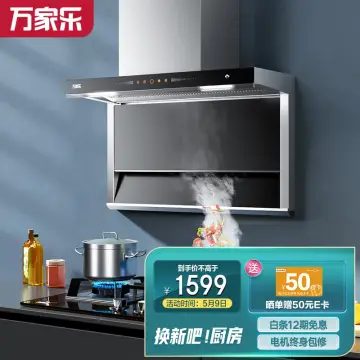 万家乐
到手价不高于
¥1599
活动时间：5月9日
送
50
晒单赠50元E卡
换新吧！厨房
白条12期免息
电机终身包修